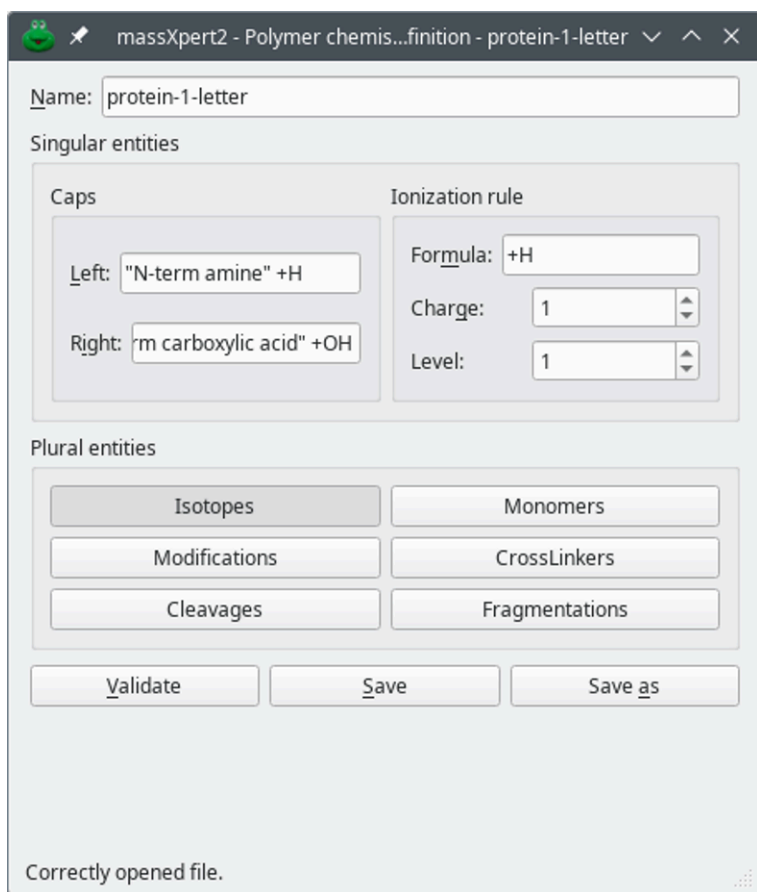 massXpert2 - Polymer chemis...finition - protein-1-letter
Name: protein-1-letter
Singular entities
Caps
Ionization rule
Left: "N-term amine" +H
Right: rm carboxylic acid" +OH
Formula: +H
Charge: 1
Level: 1
Plural entities
Isotopes Monomers
Modifications CrossLinkers
Cleavages Fragmentations
Validate Save Save as
Correctly opened file.